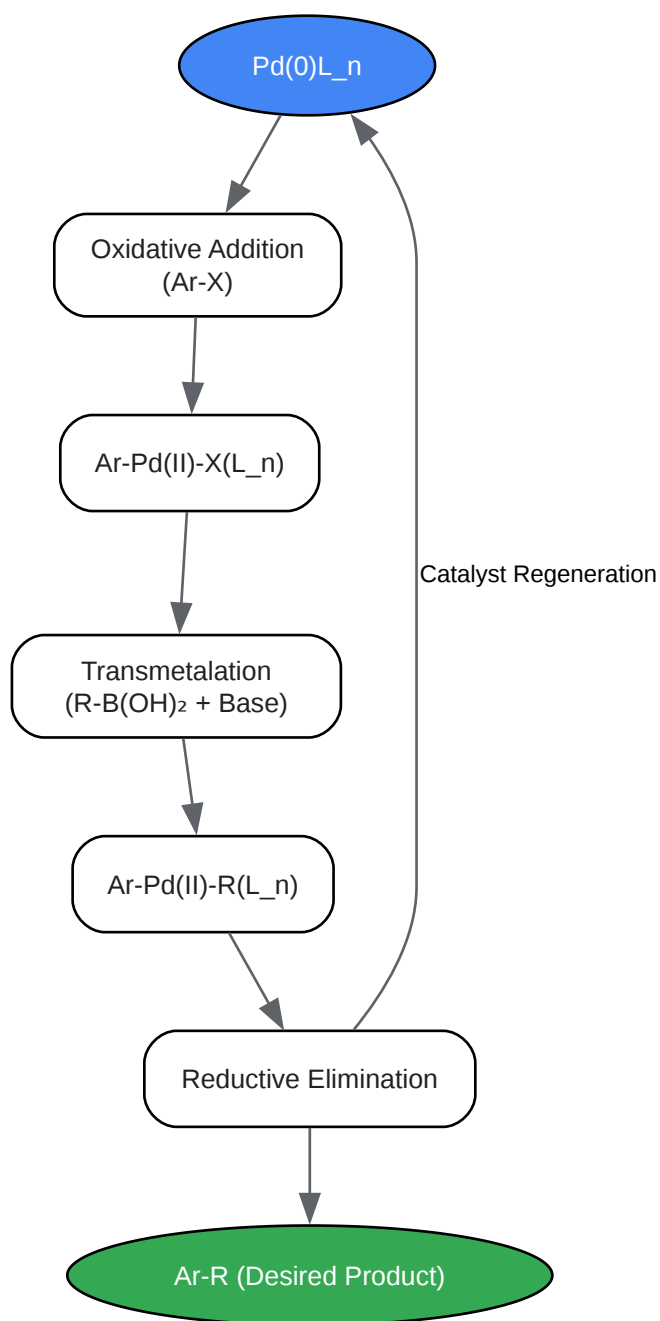 Pd(0)L_n
Oxidative Addition
(Ar-X)
Ar-Pd(II)-X(L_n)
Catalyst Regeneration
Transmetalation
(R-B(OH)₂ + Base)
Ar-Pd(II)-R(L_n)
Reductive Elimination
Ar-R (Desired Product)